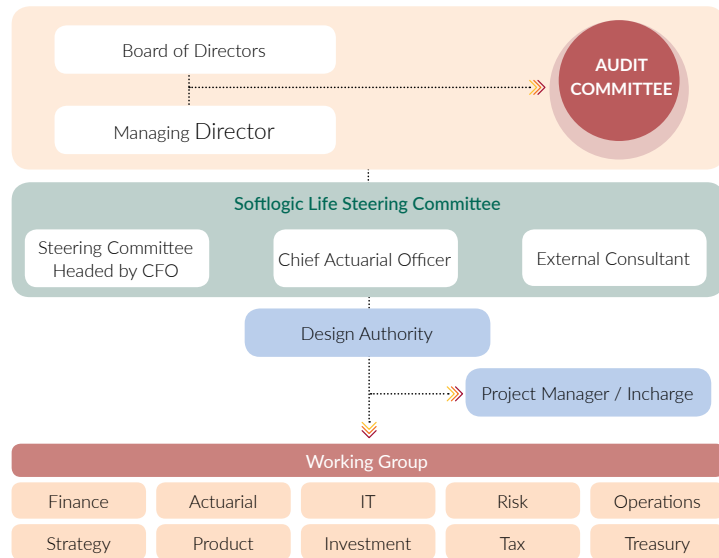 Board of Directors
AUDIT
COMMITTEE
Managing Director
Softlogic Life Steering Committee
Steering Committee
Headed by CFO
Chief Actuarial Officer
External Consultant
Design Authority
Project Manager / Incharge
Working Group
Finance
Actuarial
IT
Risk
Operations
Strategy
Product
Investment
Tax
Treasury